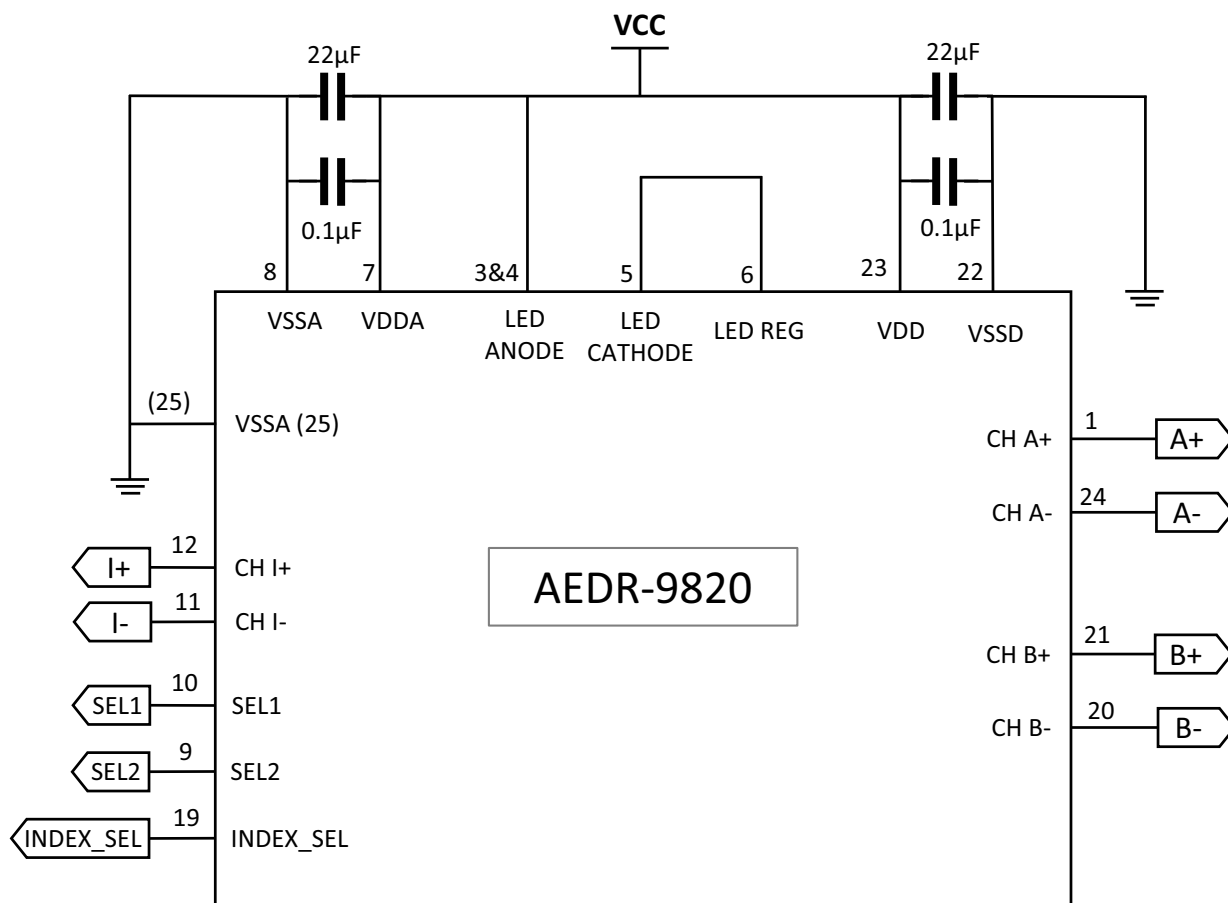 VCC
22µF
22µF
0.1µF
0.1µF
8
7
3&4
5
6
23
22
VSSA
VDDA
LED
ANODE
LED
CATHODE
LED REG
VDD
VSSD
(25)
VSSA (25)
CH A+
1
A+
CH A-
24
A-
AEDR-9820
I+
12
CH I+
I-
11
CH I-
CH B+
21
B+
SEL1
10
SEL1
CH B-
20
B-
SEL2
9
SEL2
INDEX_SEL
19
INDEX_SEL